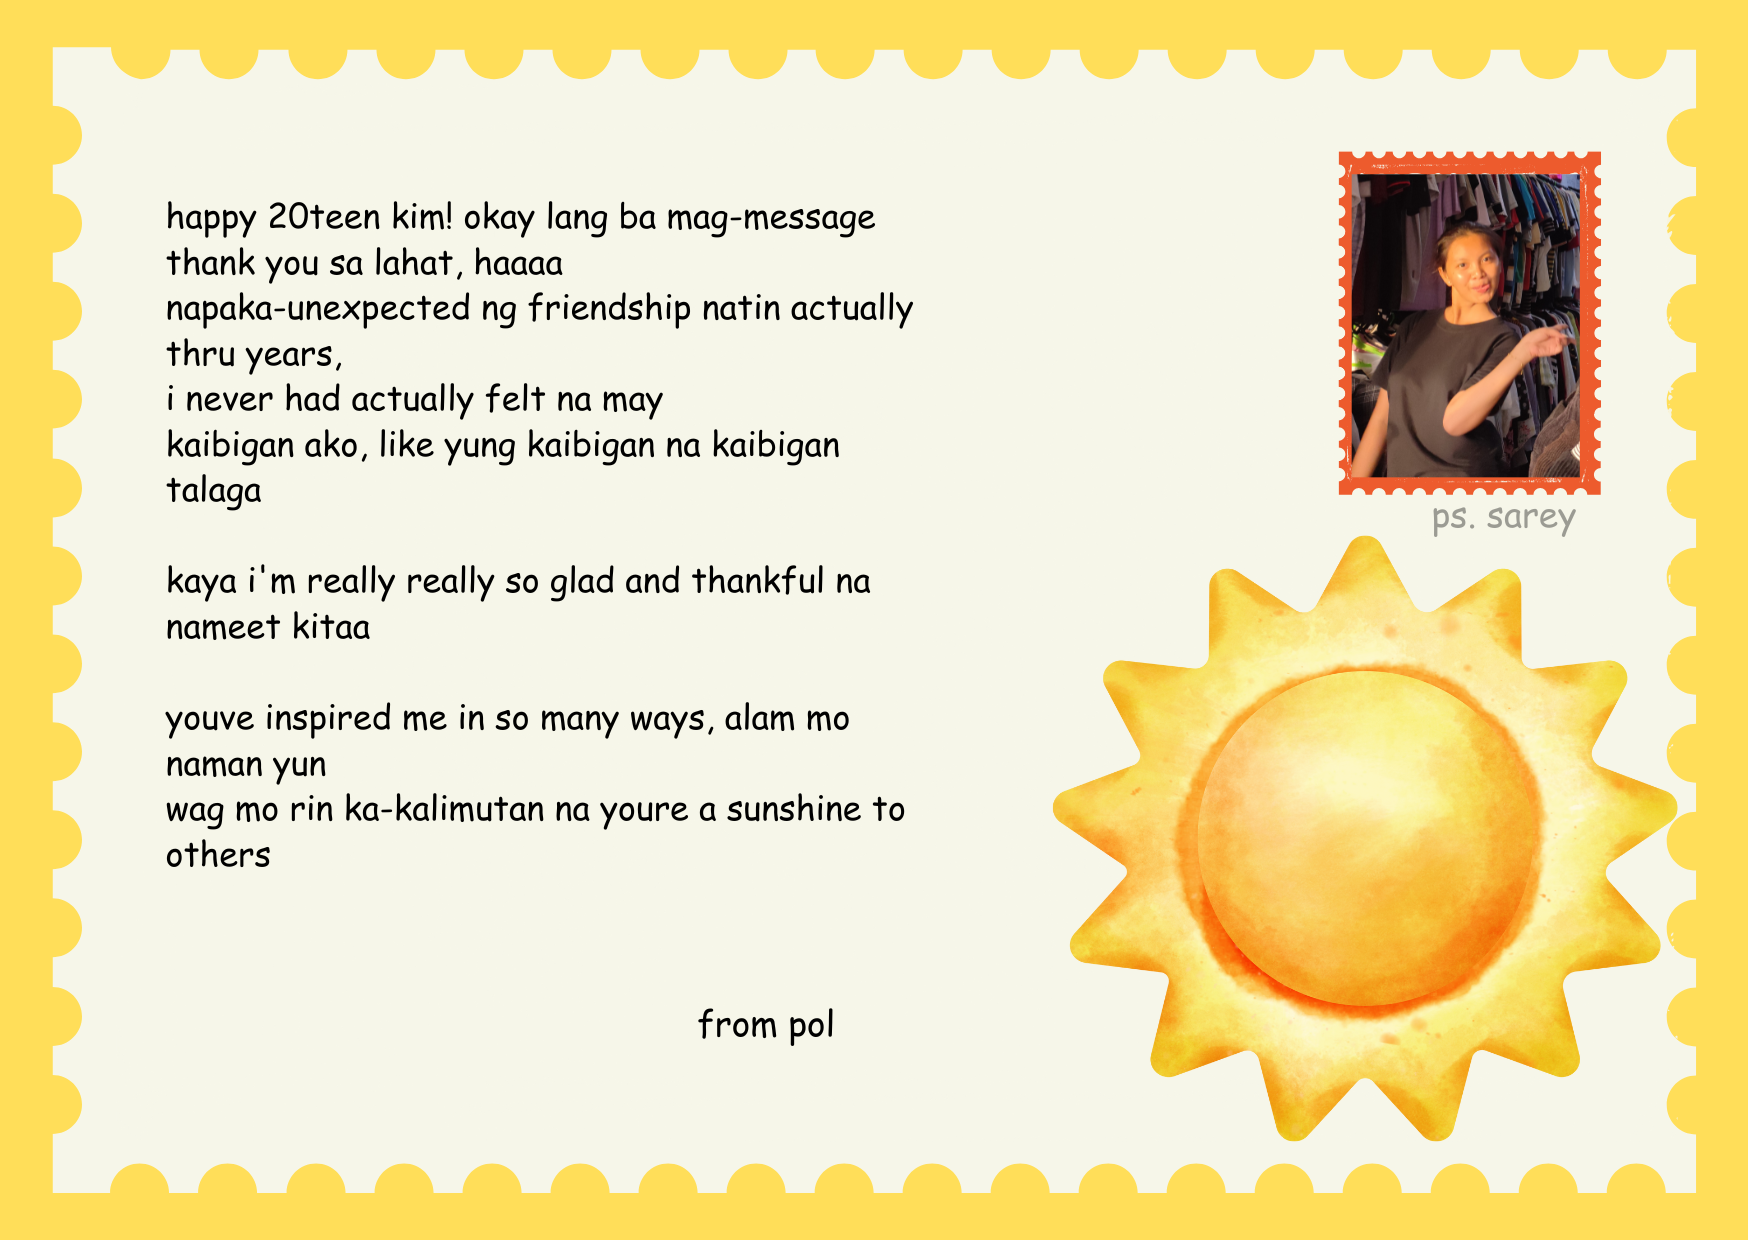 happy 20teen kim! okay lang ba mag-message
thank you sa lahat, haaaa
napaka-unexpected ng friendship natin actually
thru years,
i never had actually felt na may
kaibigan ako, like yung kaibigan na kaibigan
talaga
kaya i'm really really so glad and thankful na
nameet kitaa
youve inspired me in so many ways, alam mo
naman yun
wag mo rin ka-kalimutan na youre a sunshine to
others
from pol
ps. sarey